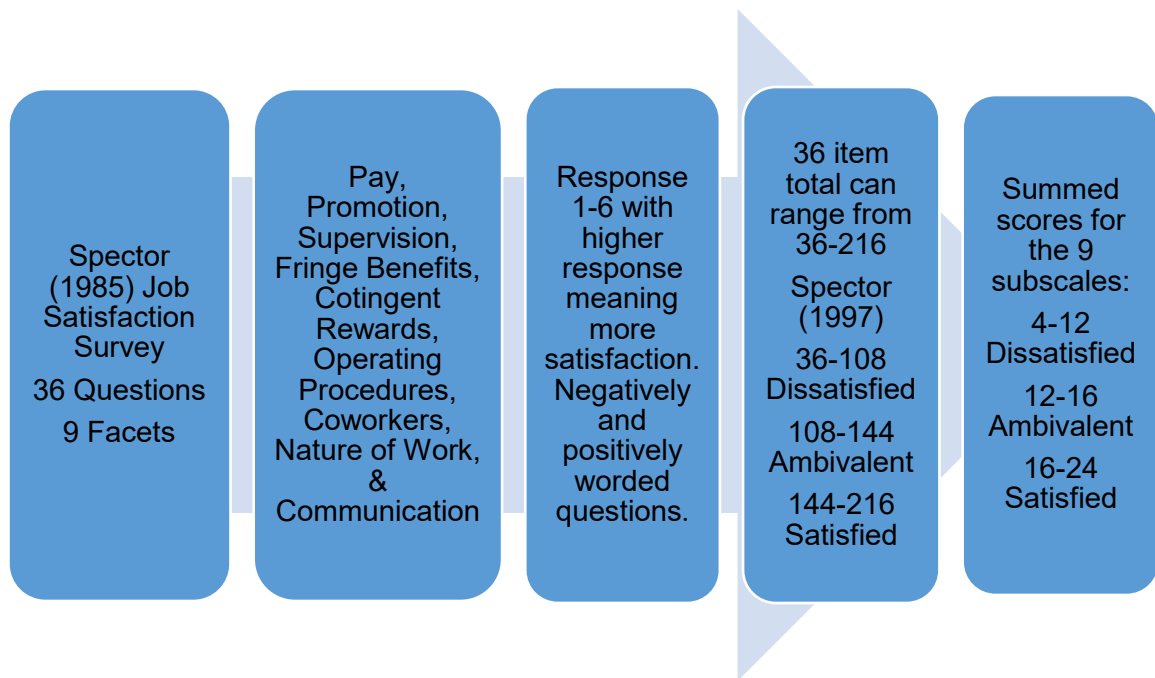 Spector
(1985) Job
Satisfaction
Survey
36 Questions
9 Facets
Pay,
Promotion,
Supervision,
Fringe Benefits,
Cotingent
Rewards,
Operating
Procedures,
Coworkers,
Nature of Work,
&
Communication
Response
1-6 with
higher
response
meaning
more
satisfaction.
Negatively
and
positively
worded
questions.
36 item
total can
range from
36-216
Spector
(1997)
36-108
Dissatisfied
108-144
Ambivalent
144-216
Satisfied
Summed
scores for
the 9
subscales:
4-12
Dissatisfied
12-16
Ambivalent
16-24
Satisfied